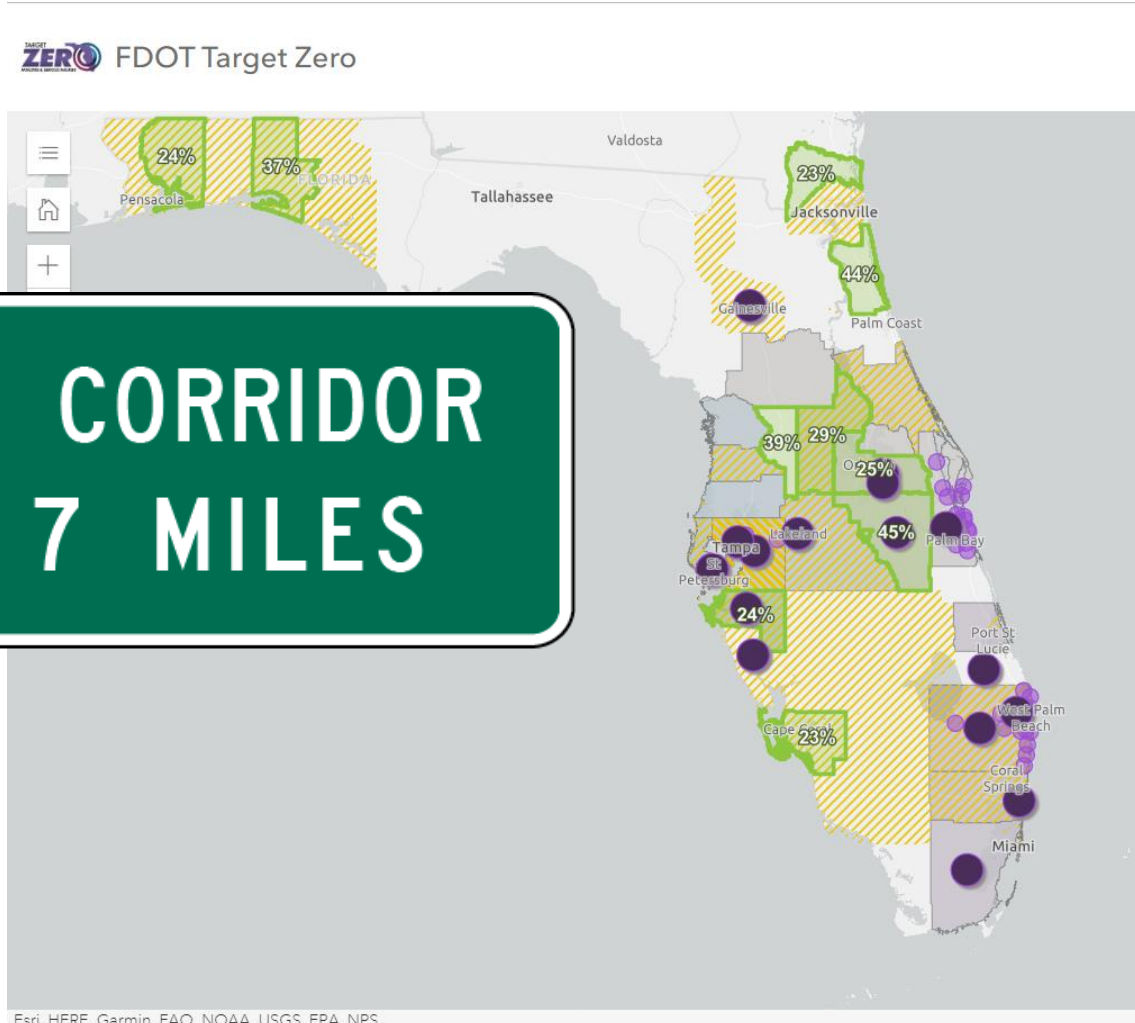 TARGET
ZERO
FDOT Target Zero
Valdosta
24%
37%
FLORIDA
23%
Pensacola
Tallahassee
Jacksonville
44%
Gainesville
Palm Coast
CORRIDOR
7 MILES
39%
29%
25%
45%
Lakeland
Tampa
Palm Bay
St
Petersburg
24%
Port St
Lucie
West Palm
Beach
Cape Coral
23%
Coral
Springs
Miami
Esri, HERE, Garmin, FAO, NOAA, USGS, EPA, NPS